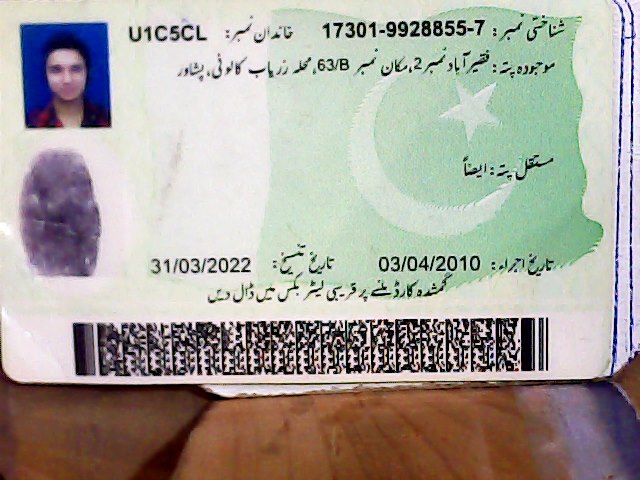 شناختی نمبر: 17301-9928855-7 خاندان نمبر: U1C5CL
موجودہ پتہ: فقیر آباد نمبر 2، مکان نمبر 63/B، محلہ زریاب کالونی، پشاور
مستقل پتہ: ایضاً
تاریخ اجراء: 03/04/2010 تاریخ تنسیخ: 31/03/2022
گمشدہ کارڈ ملنے پر قریبی لیٹر بکس میں ڈال دیں